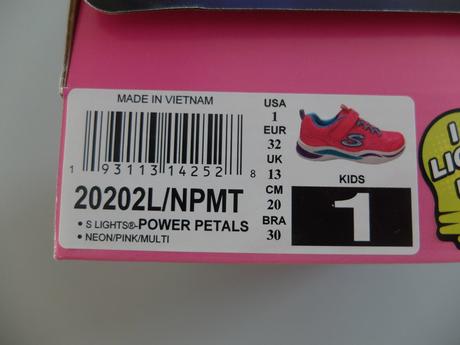 MADE IN VIETNAM
1 93113 14252 8
20202L/NPMT
• S LIGHTS®-POWER PETALS
• NEON/PINK/MULTI
USA
1
EUR
32
UK
13
CM
20
BRA
30
S
KIDS
1
I
LIG